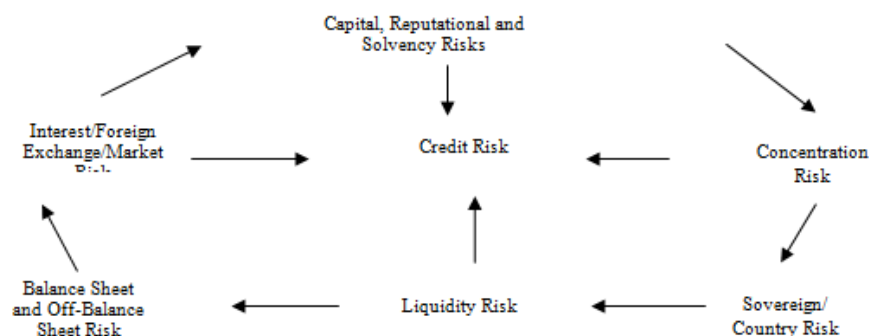 Capital, Reputational and
Solvency Risks
Interest/Foreign
Exchange/Market
Risk
Credit Risk
Concentration
Risk
Balance Sheet
and Off-Balance
Sheet Risk
Liquidity Risk
Sovereign/
Country Risk